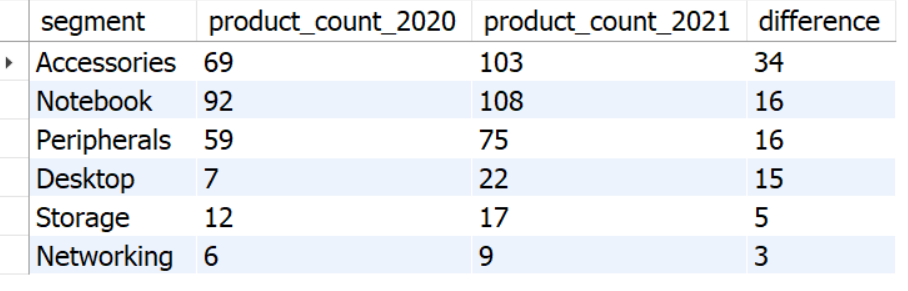 segment product_count_2020 product_count_2021 difference
Accessories 69 103 34
Notebook 92 108 16
Peripherals 59 75 16
Desktop 7 22 15
Storage 12 17 5
Networking 6 9 3